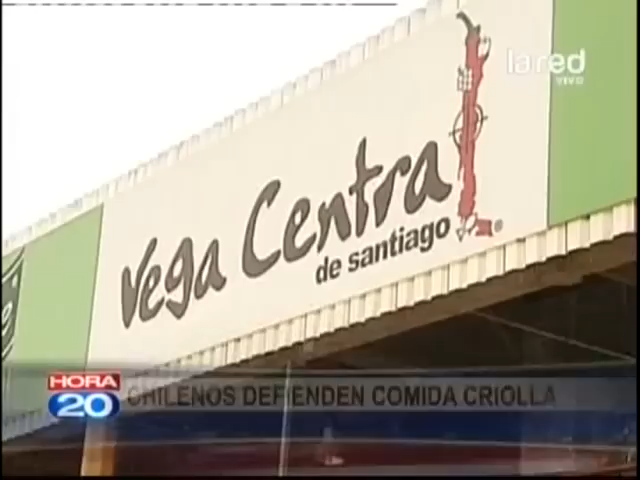 la red
VIVO
Vega Central
de santiago
®
HORA
20
CHILENOS DEFIENDEN COMIDA CRIOLLA